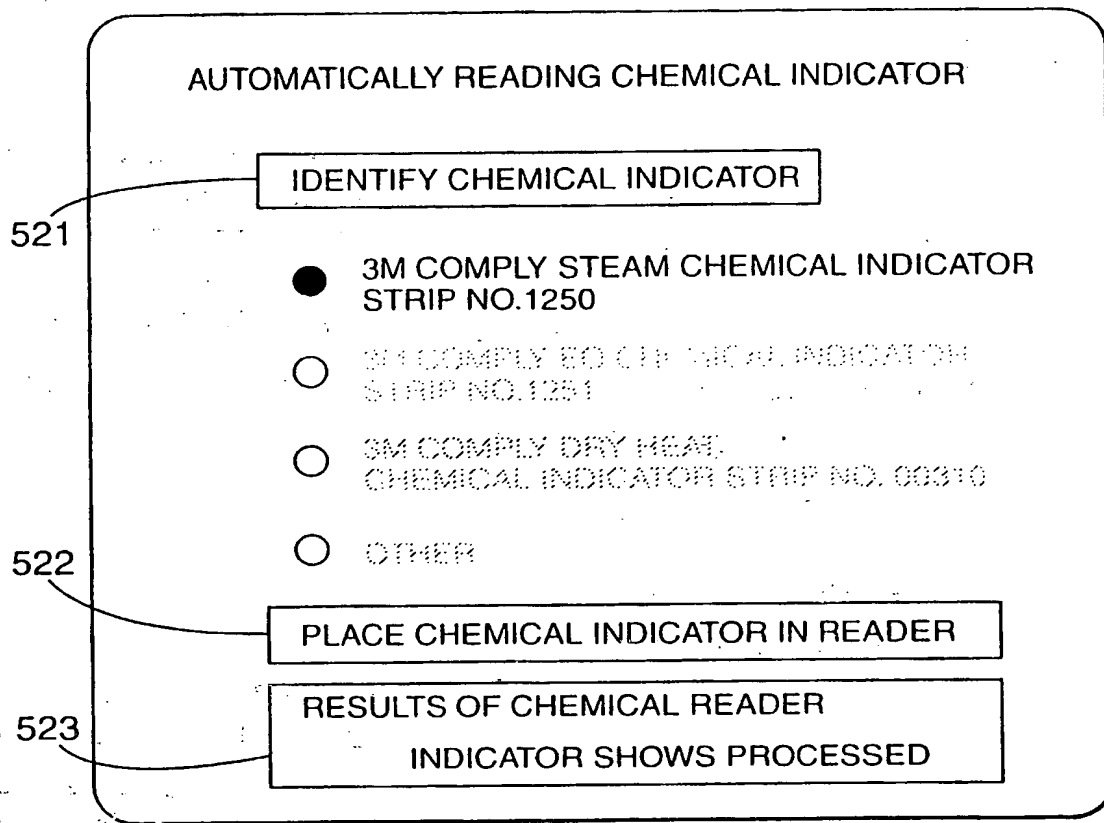 AUTOMATICALLY READING CHEMICAL INDICATOR
521
IDENTIFY CHEMICAL INDICATOR
3M COMPLY STEAM CHEMICAL INDICATOR
STRIP NO.1250
3M COMPLY EO CHEMICAL INDICATOR
STRIP NO.1251
3M COMPLY DRY HEAT
CHEMICAL INDICATOR STRIP NO. 00310
OTHER
522
PLACE CHEMICAL INDICATOR IN READER
523
RESULTS OF CHEMICAL READER
INDICATOR SHOWS PROCESSED